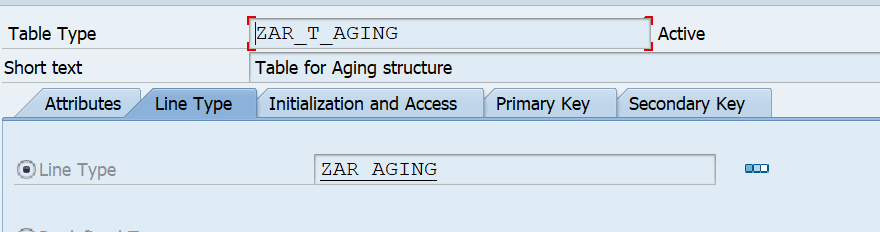 Table Type ZAR_T_AGING Active
Short text Table for Aging structure
Attributes Line Type Initialization and Access Primary Key Secondary Key
Line Type ZAR_AGING